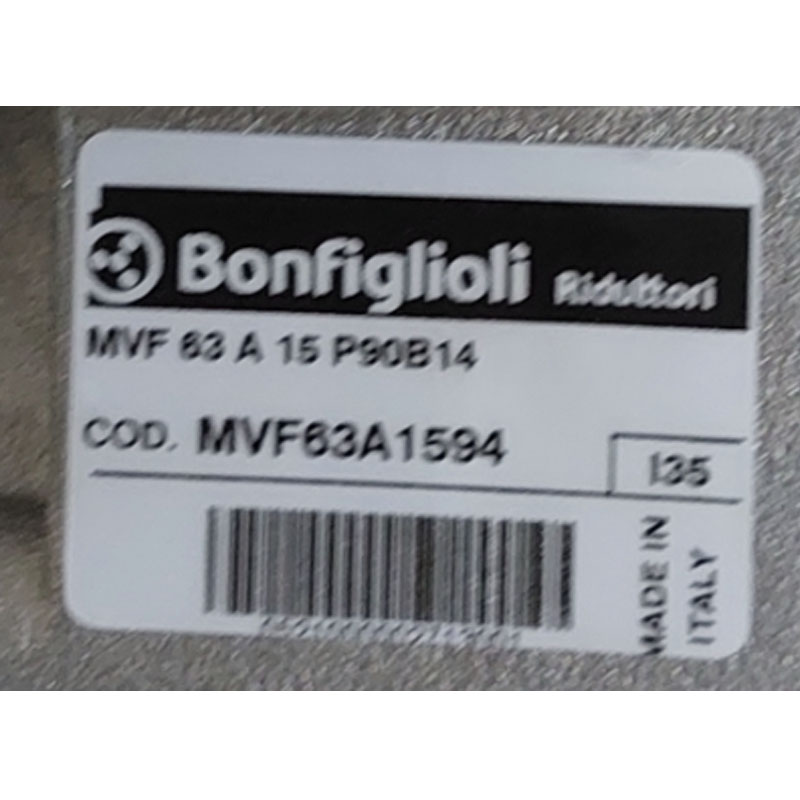 Bonfiglioli Riduttori
MVF 63 A 15 P90B14
COD. MVF63A1594
I35
MADE IN
ITALY